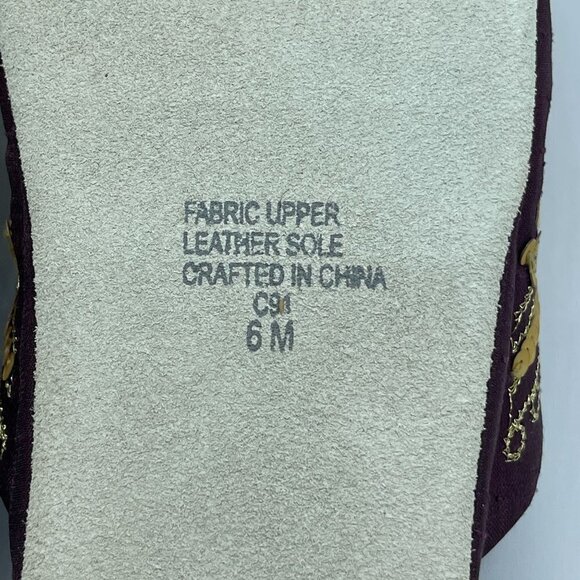 FABRIC UPPER
LEATHER SOLE
CRAFTED IN CHINA
C91
6 M